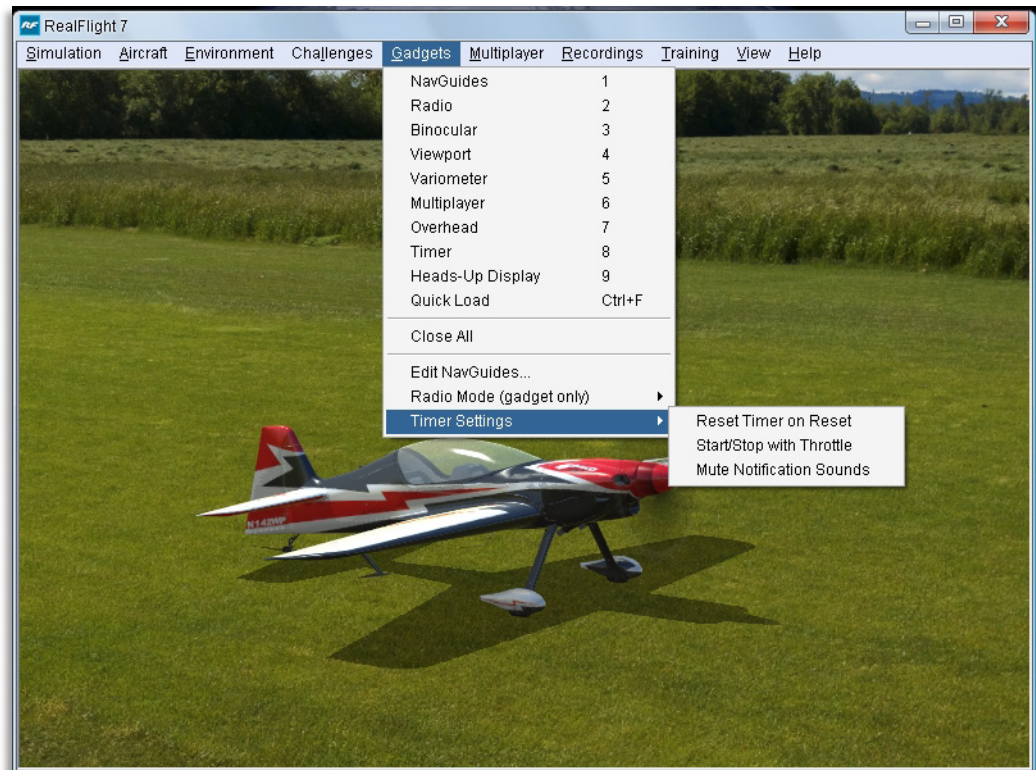 RF RealFlight 7
Simulation Aircraft Environment Challenges Gadgets Multiplayer Recordings Training View Help
NavGuides 1
Radio 2
Binocular 3
Viewport 4
Variometer 5
Multiplayer 6
Overhead 7
Timer 8
Heads-Up Display 9
Quick Load Ctrl+F
Close All
Edit NavGuides...
Radio Mode (gadget only)
Timer Settings
Reset Timer on Reset
Start/Stop with Throttle
Mute Notification Sounds
N142WP